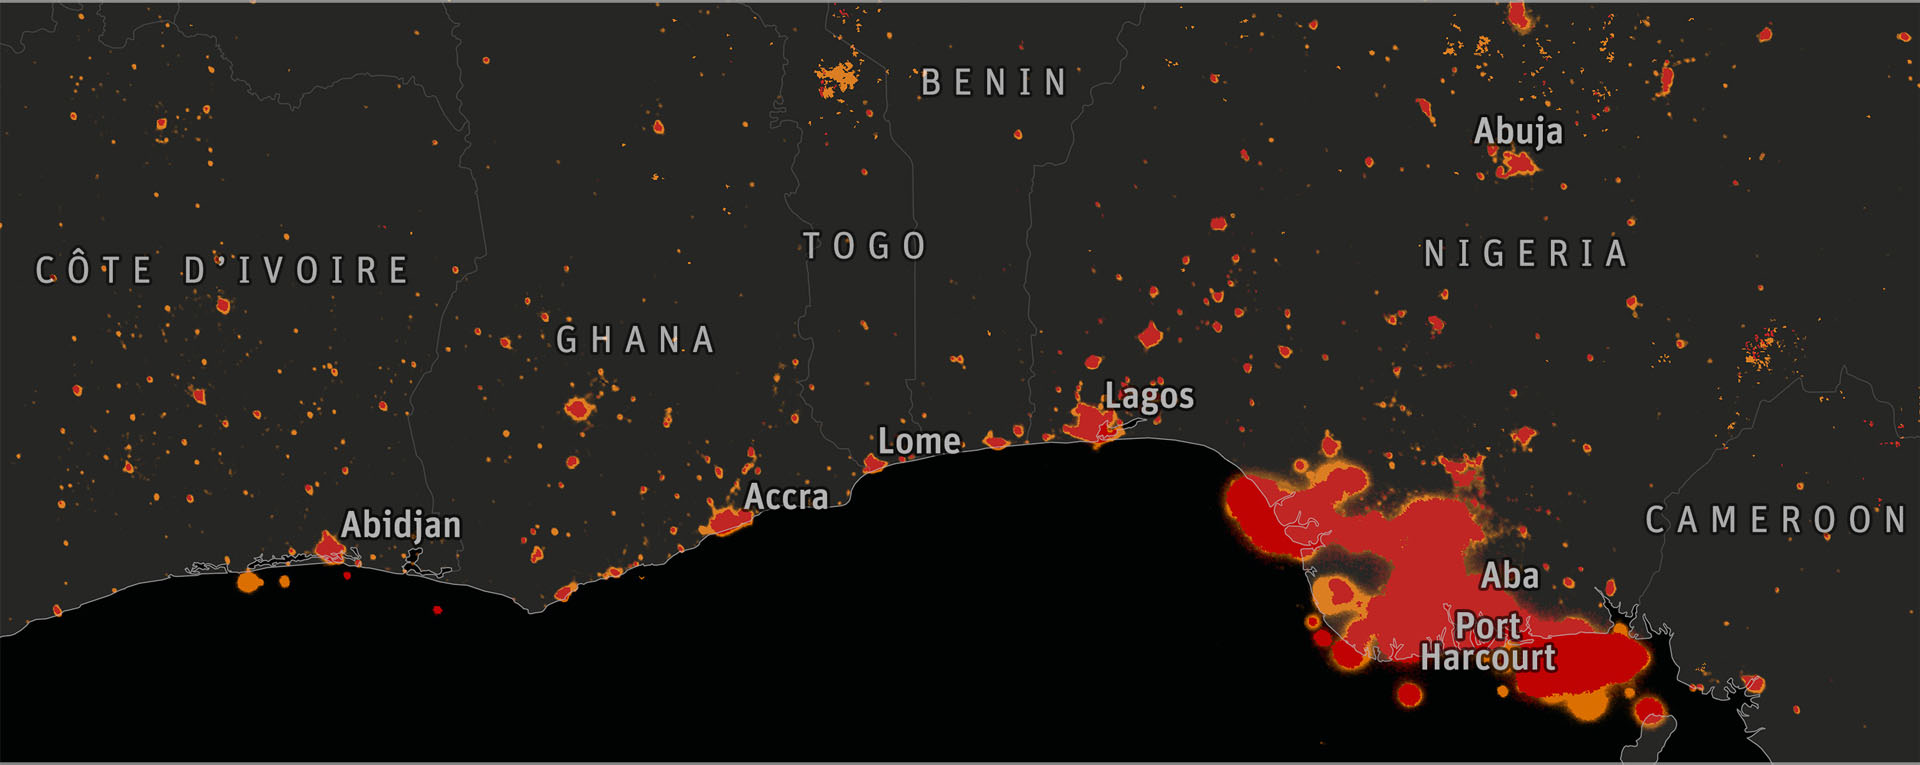 BENIN
Abuja
TOGO
NIGERIA
CÔTE D'IVOIRE
GHANA
Lagos
Lome
Accra
Abidjan
CAMEROON
Aba
Port
Harcourt